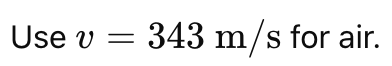 Use v = 343 m/s for air.